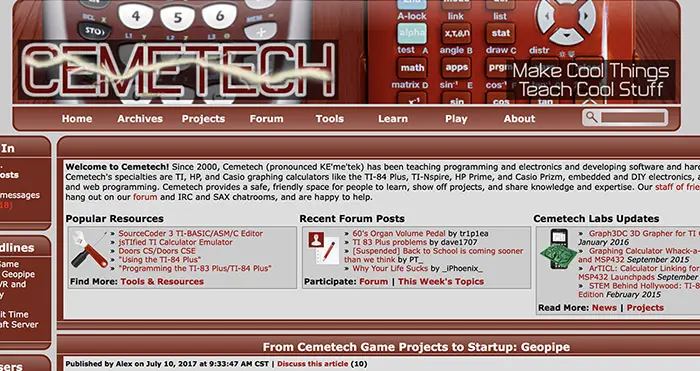 4 5 6
STO
1 2 3
A-lock link list
alpha X,T,θ,n stat
test A angle B draw C distr
math apps prgm
matrix D sin
CEMETECH
Make Cool Things
Teach Cool Stuff
Home Archives Projects Forum Tools Learn Play About
In
posts
messages
18)
dlines
Game
Geopipe
VR and
y
it Time
aft Server
sers
Welcome to Cemetech! Since 2000, Cemetech (pronounced KE'me'tek) has been teaching programming and electronics and developing software and hard
Cemetech's specialties are TI, HP, and Casio graphing calculators like the TI-84 Plus, TI-Nspire, HP Prime, and Casio Prizm, embedded and DIY electronics, a
and web programming. Cemetech provides a safe, friendly space for people to learn, show off projects, and share knowledge and expertise. Our staff of frie
hang out on our forum and IRC and SAX chatrooms, and are happy to help.
Popular Resources
» SourceCoder 3 TI-BASIC/ASM/C Editor
» jsTIfied TI Calculator Emulator
» Doors CS/Doors CSE
» "Using the TI-84 Plus"
» "Programming the TI-83 Plus/TI-84 Plus"
Find More: Tools & Resources
Recent Forum Posts
» 60's Organ Volume Pedal by tr1p1ea
» TI 83 Plus problems by dave1707
» [Suspended] Back to School is coming sooner
than we think by PT_
» Why Your Life Sucks by _iPhoenix_
Participate: Forum | This Week's Topics
Cemetech Labs Updates
» Graph3DC 3D Grapher for TI C
January 2016
» Graphing Calculator Whack-a-
and MSP432 September 2015
» ArTICL: Calculator Linking for
MSP432 Launchpads September
» STEM Behind Hollywood: TI-8
Edition February 2015
Read More: News | Projects
From Cemetech Game Projects to Startup: Geopipe
Published by Alex on July 10, 2017 at 9:33:47 AM CST | Discuss this article (10)